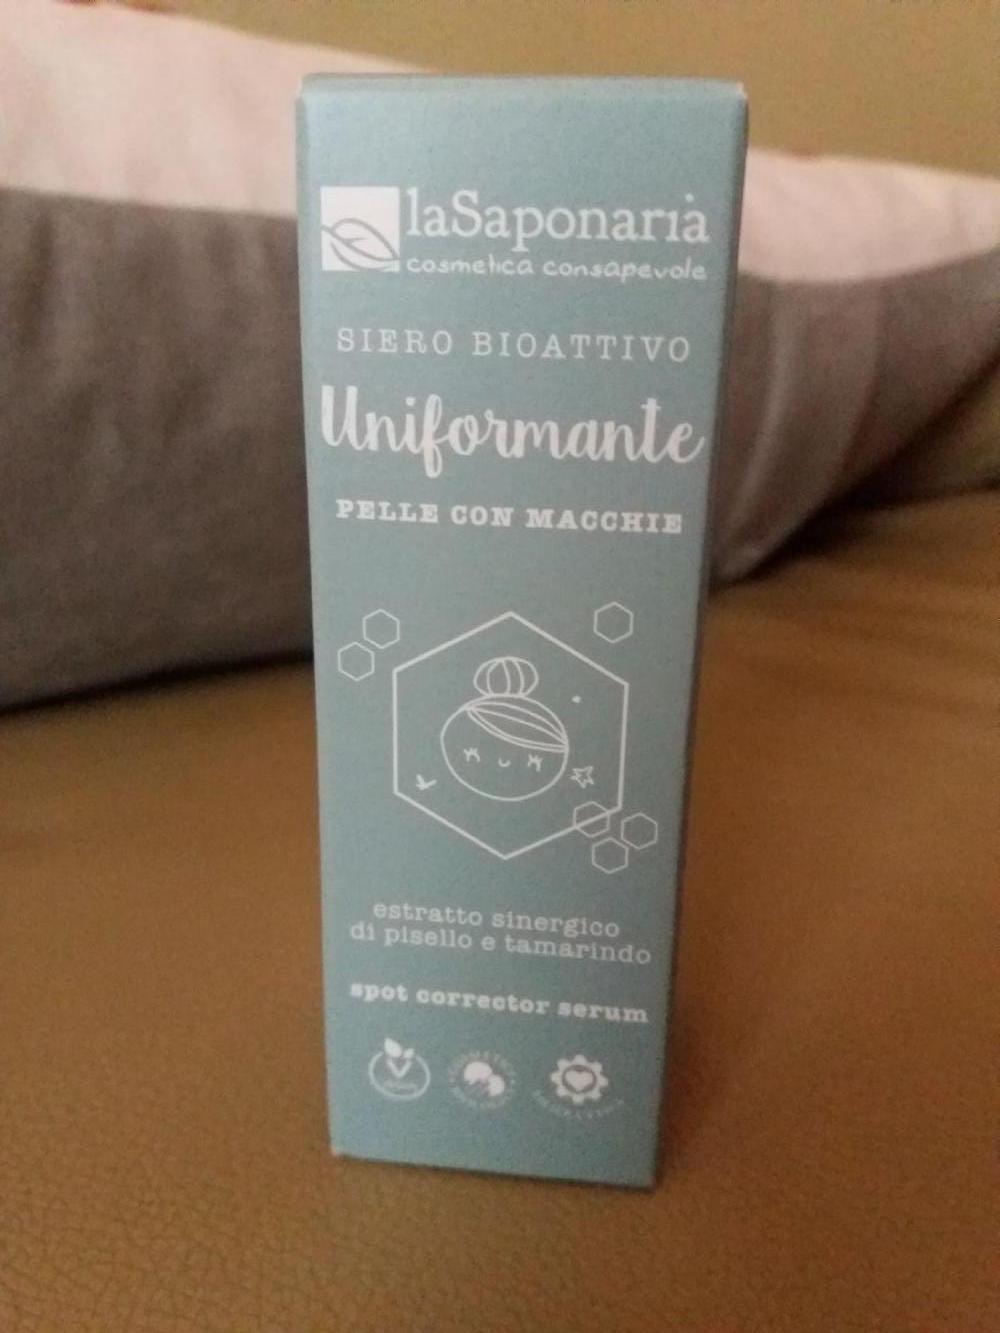 laSaponaria
cosmetica consapevole
SIERO BIOATTIVO
Uniformante
PELLE CON MACCHIE
estratto sinergico
di pisello e tamarindo
spot corrector serum